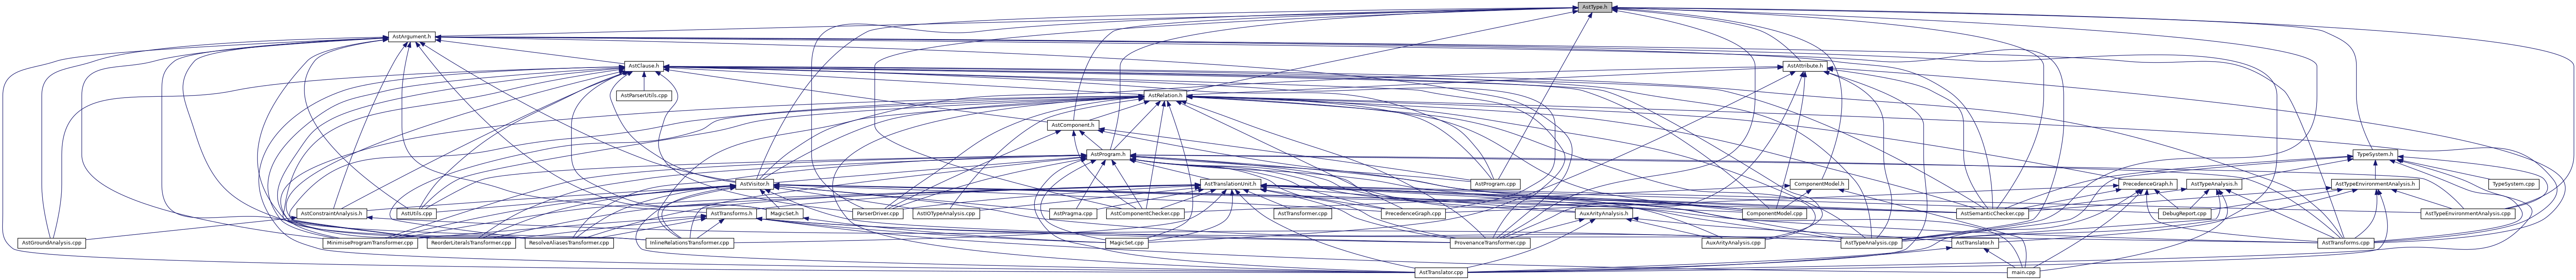 AstType.h
AstArgument.h
AstClause.h
AstAttribute.h
AstParserUtils.cpp
AstRelation.h
AstComponent.h
AstProgram.h
TypeSystem.h
AstVisitor.h
AstTranslationUnit.h
AstProgram.cpp
ComponentModel.h
PrecedenceGraph.h
AstTypeAnalysis.h
AstTypeEnvironmentAnalysis.h
TypeSystem.cpp
AstConstraintAnalysis.h
AstUtils.cpp
AstTransforms.h
MagicSet.h
ParserDriver.cpp
AstIOTypeAnalysis.cpp
AstPragma.cpp
AstComponentChecker.cpp
AstTransformer.cpp
PrecedenceGraph.cpp
AuxArityAnalysis.h
ComponentModel.cpp
AstSemanticChecker.cpp
DebugReport.cpp
AstTypeEnvironmentAnalysis.cpp
AstGroundAnalysis.cpp
MinimiseProgramTransformer.cpp
ReorderLiteralsTransformer.cpp
ResolveAliasesTransformer.cpp
InlineRelationsTransformer.cpp
MagicSet.cpp
ProvenanceTransformer.cpp
AuxArityAnalysis.cpp
AstTypeAnalysis.cpp
AstTranslator.h
AstTransforms.cpp
AstTranslator.cpp
main.cpp